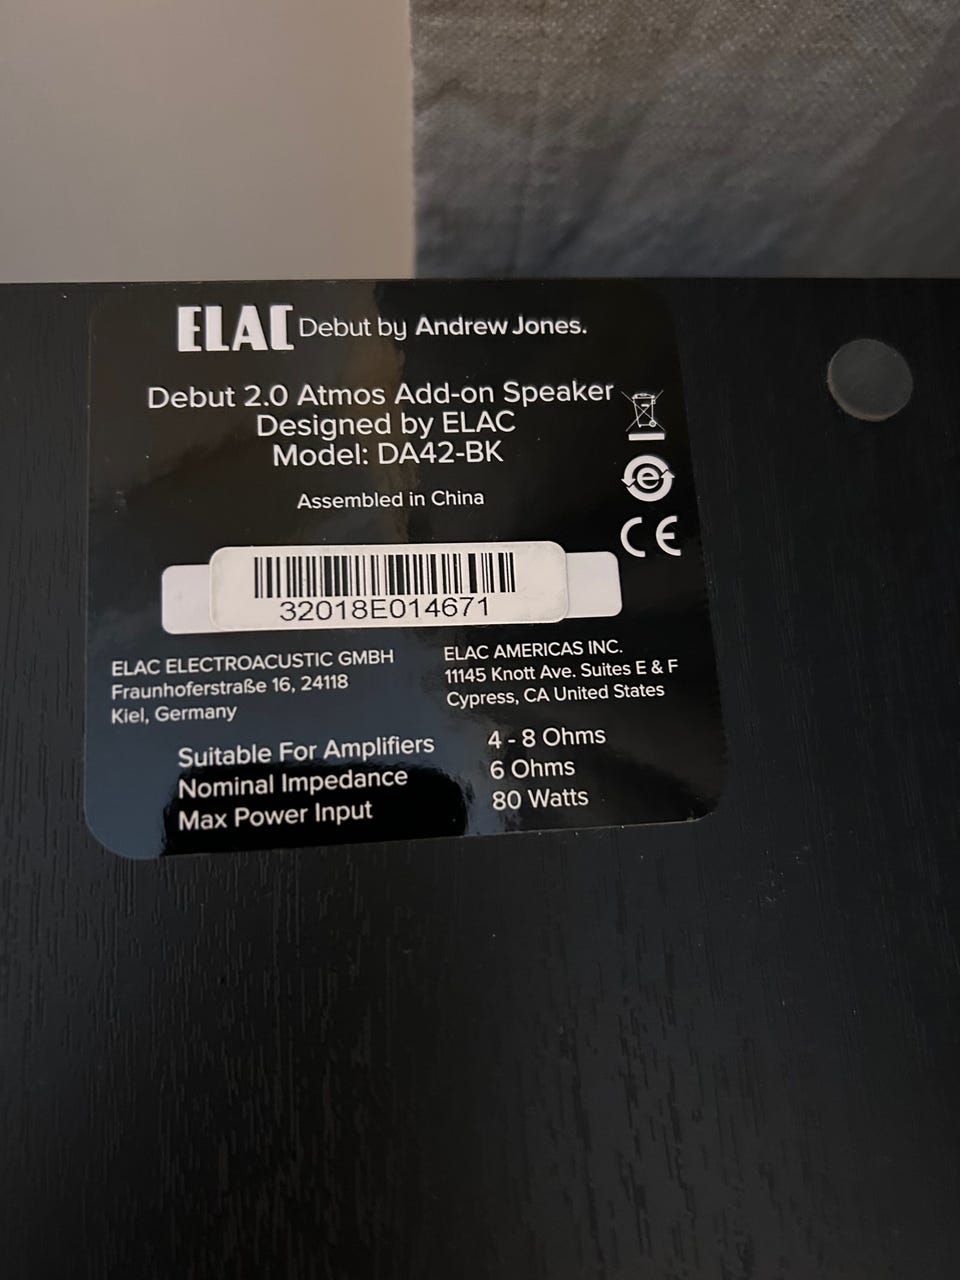 ELAC Debut by Andrew Jones.
Debut 2.0 Atmos Add-on Speaker
Designed by ELAC
Model: DA42-BK
Assembled in China
e
CE
32018E014671
ELAC ELECTROACUSTIC GMBH
Fraunhoferstraße 16, 24118
Kiel, Germany
ELAC AMERICAS INC.
11145 Knott Ave. Suites E & F
Cypress, CA United States
Suitable For Amplifiers 4 - 8 Ohms
Nominal Impedance 6 Ohms
Max Power Input 80 Watts